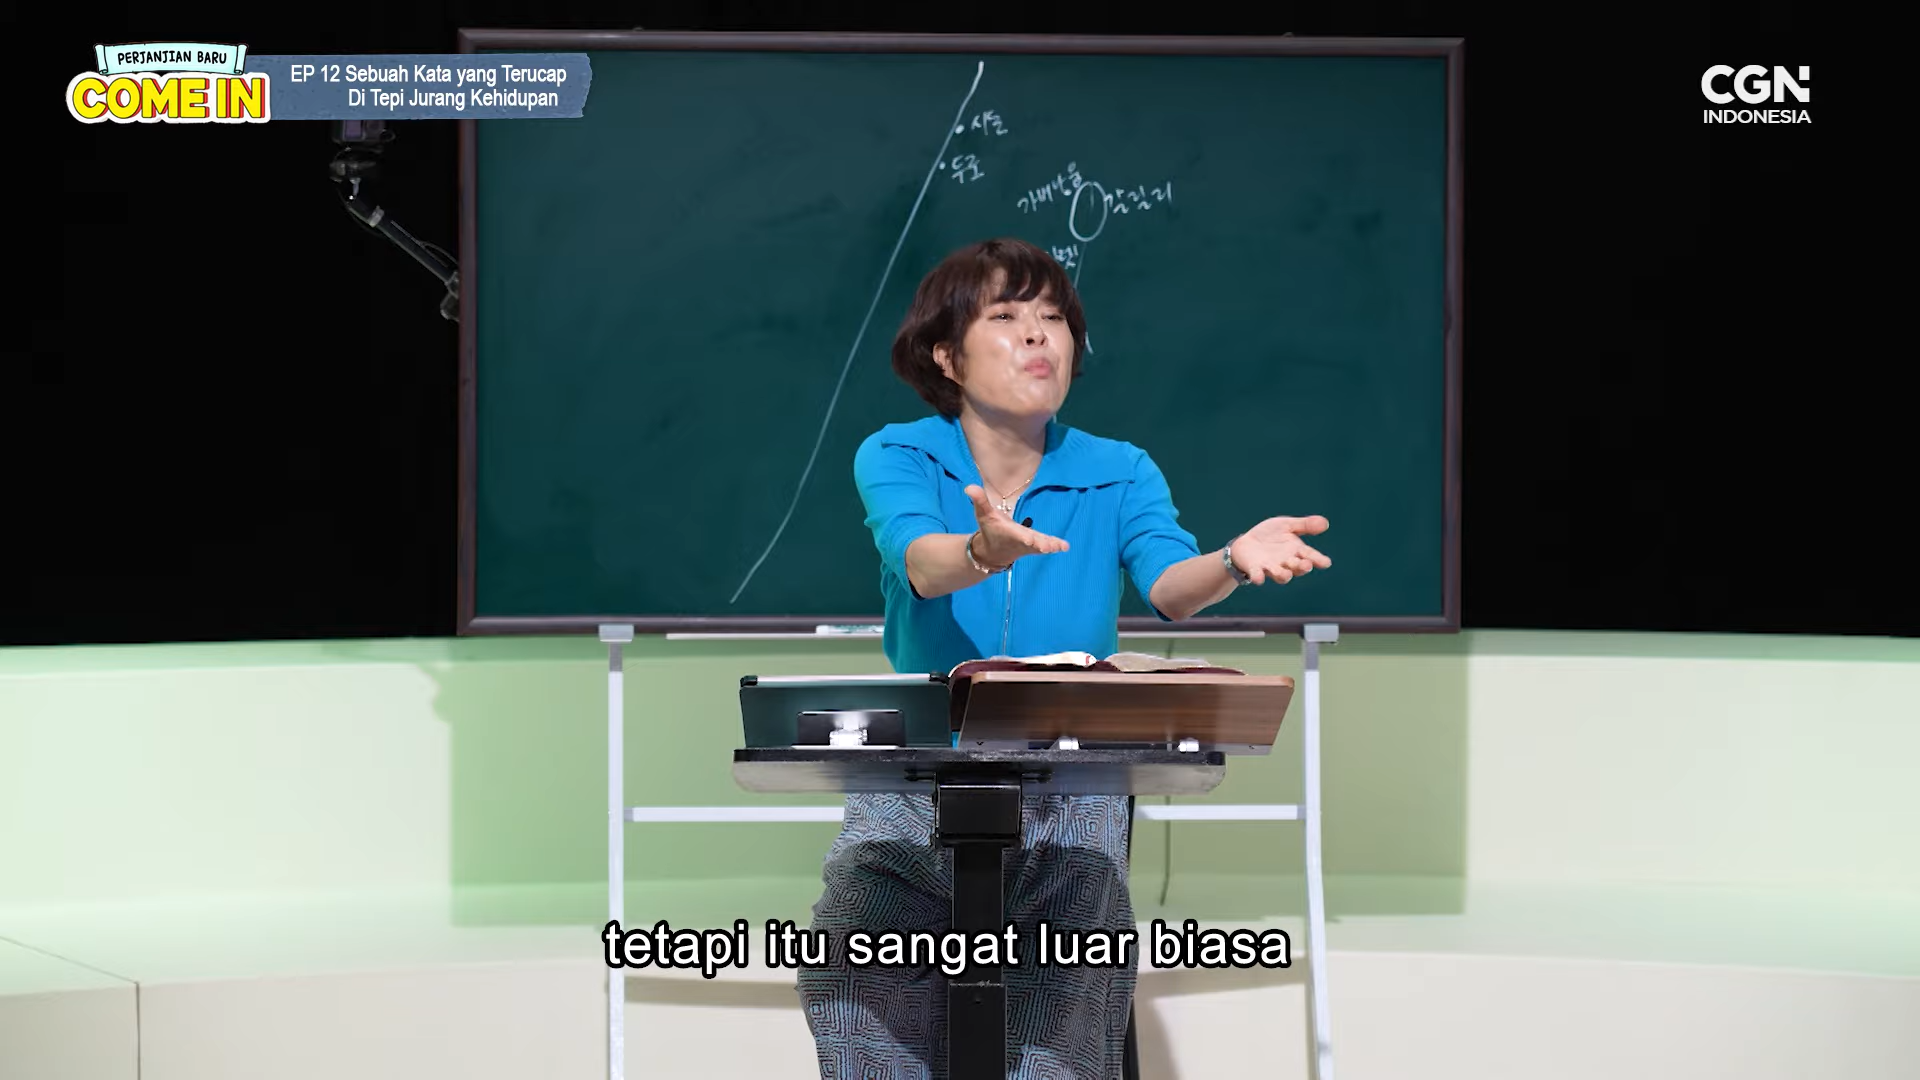 PERJANJIAN BARU
COME IN
EP 12 Sebuah Kata yang Terucap
Di Tepi Jurang Kehidupan
CGN
INDONESIA
시돈
두로
가버나움
갈릴리
tetapi itu sangat luar biasa